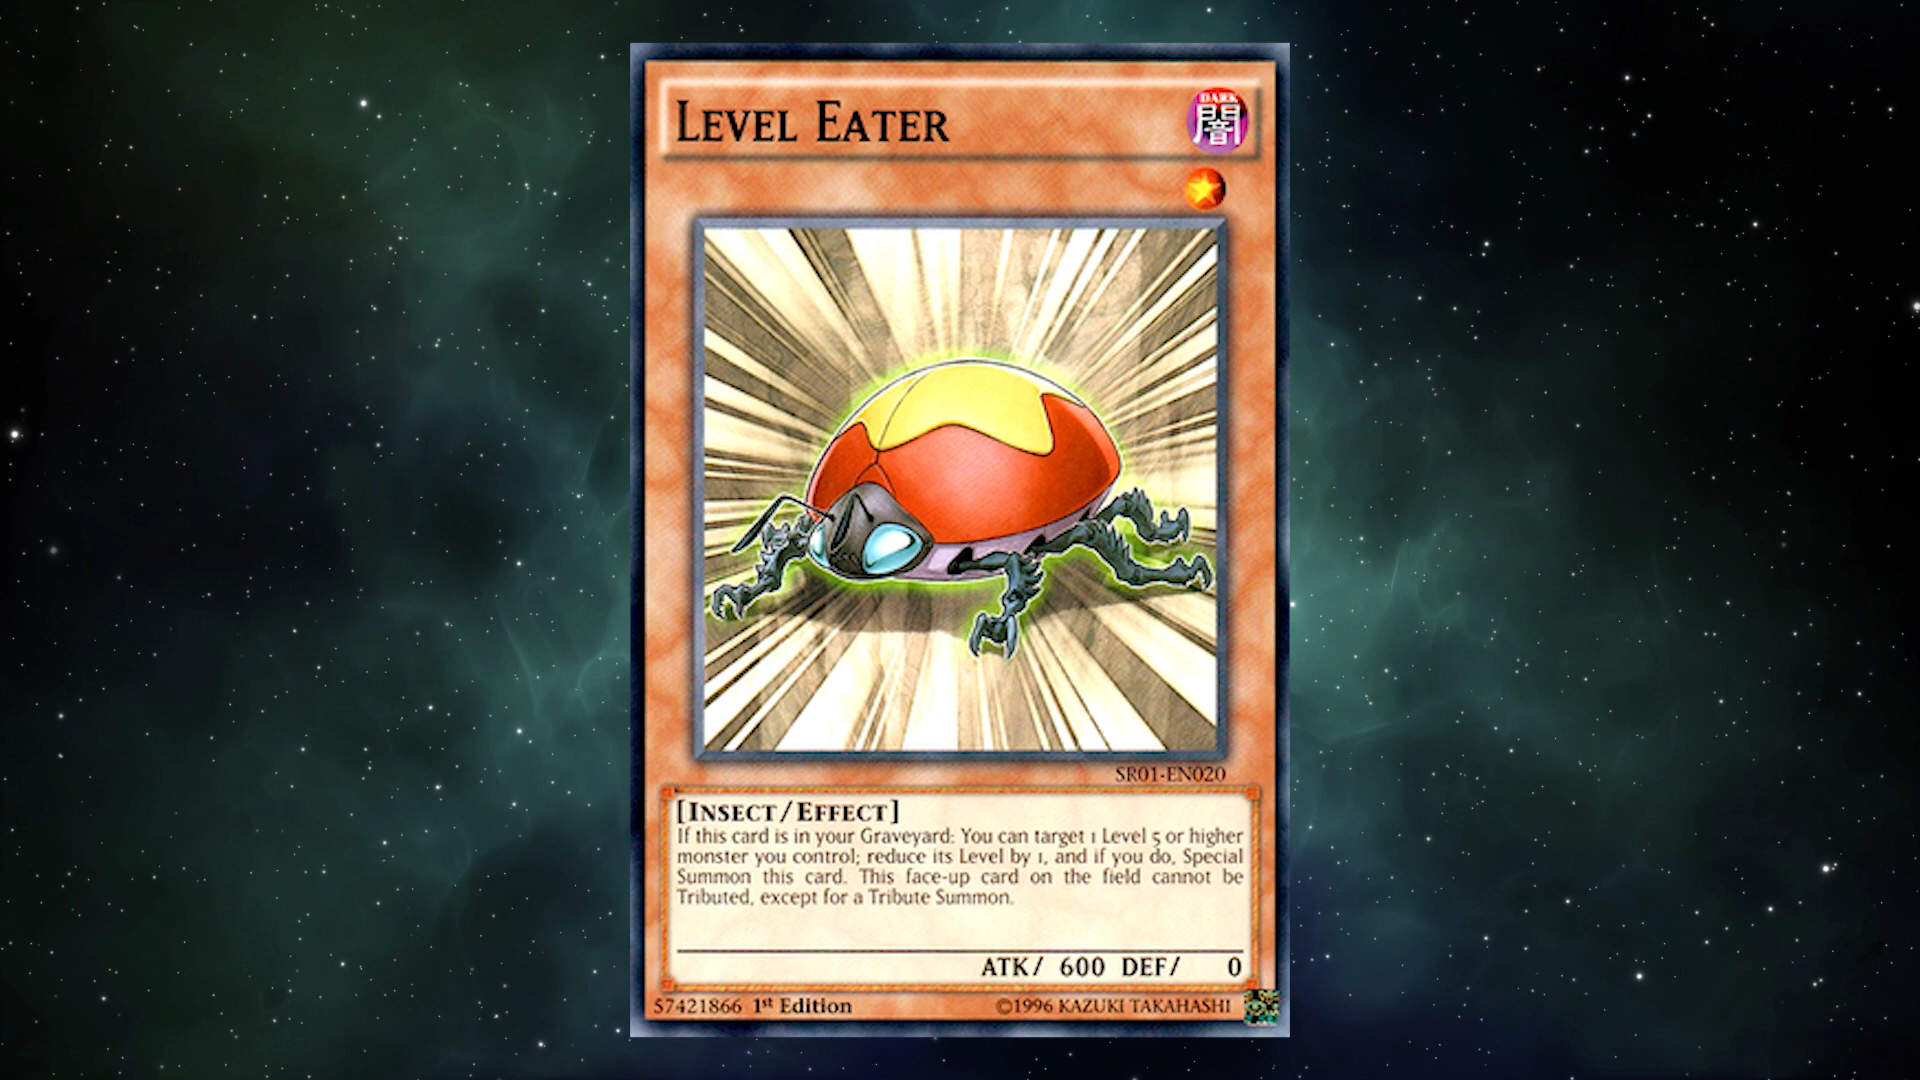 LEVEL EATER
DARK
闇
SR01-EN020
[INSECT/EFFECT]
If this card is in your Graveyard: You can target 1 Level 5 or higher
monster you control; reduce its Level by 1, and if you do, Special
Summon this card. This face-up card on the field cannot be
Tributed, except for a Tribute Summon.
ATK/ 600 DEF/ 0
57421866 1st Edition ©1996 KAZUKI TAKAHASHI